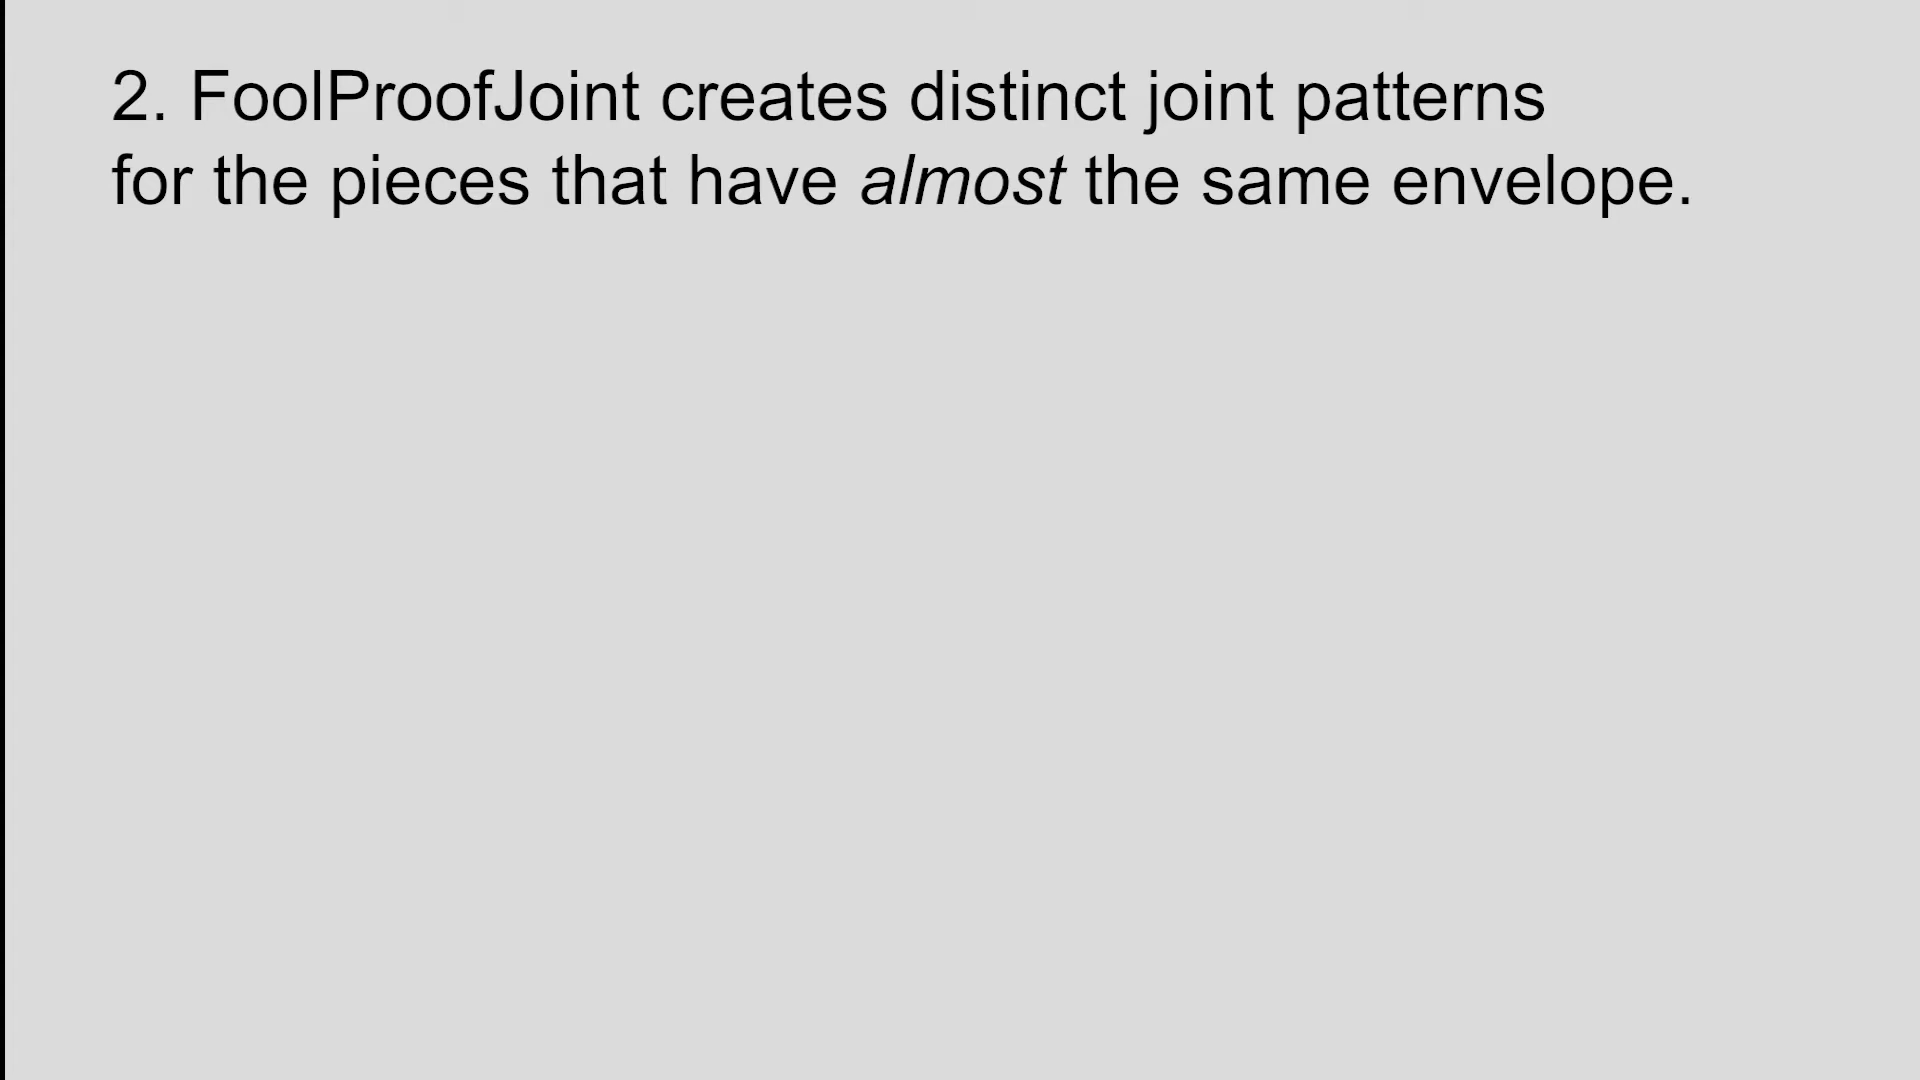 2. FoolProofJoint creates distinct joint patterns
for the pieces that have almost the same envelope.